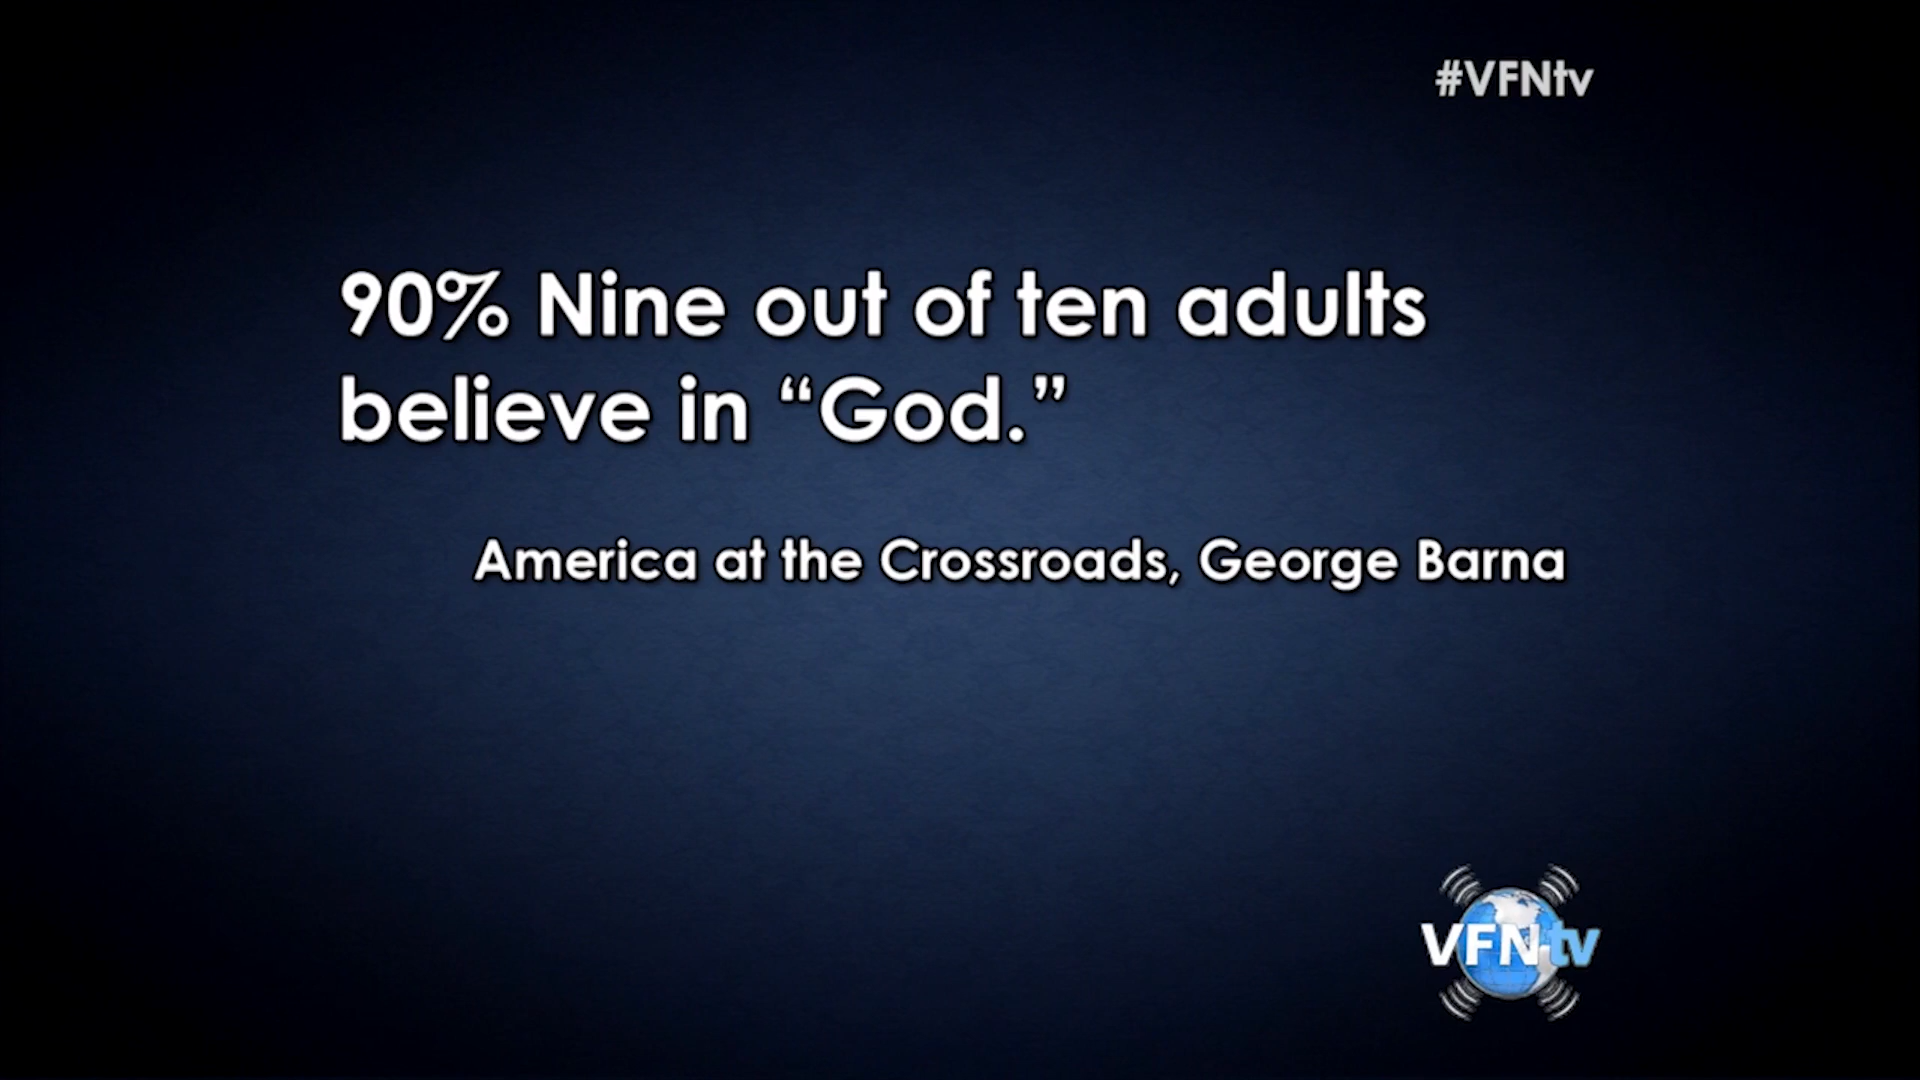 #VFNtv
90% Nine out of ten adults
believe in “God.”
America at the Crossroads, George Barna
VFNtv